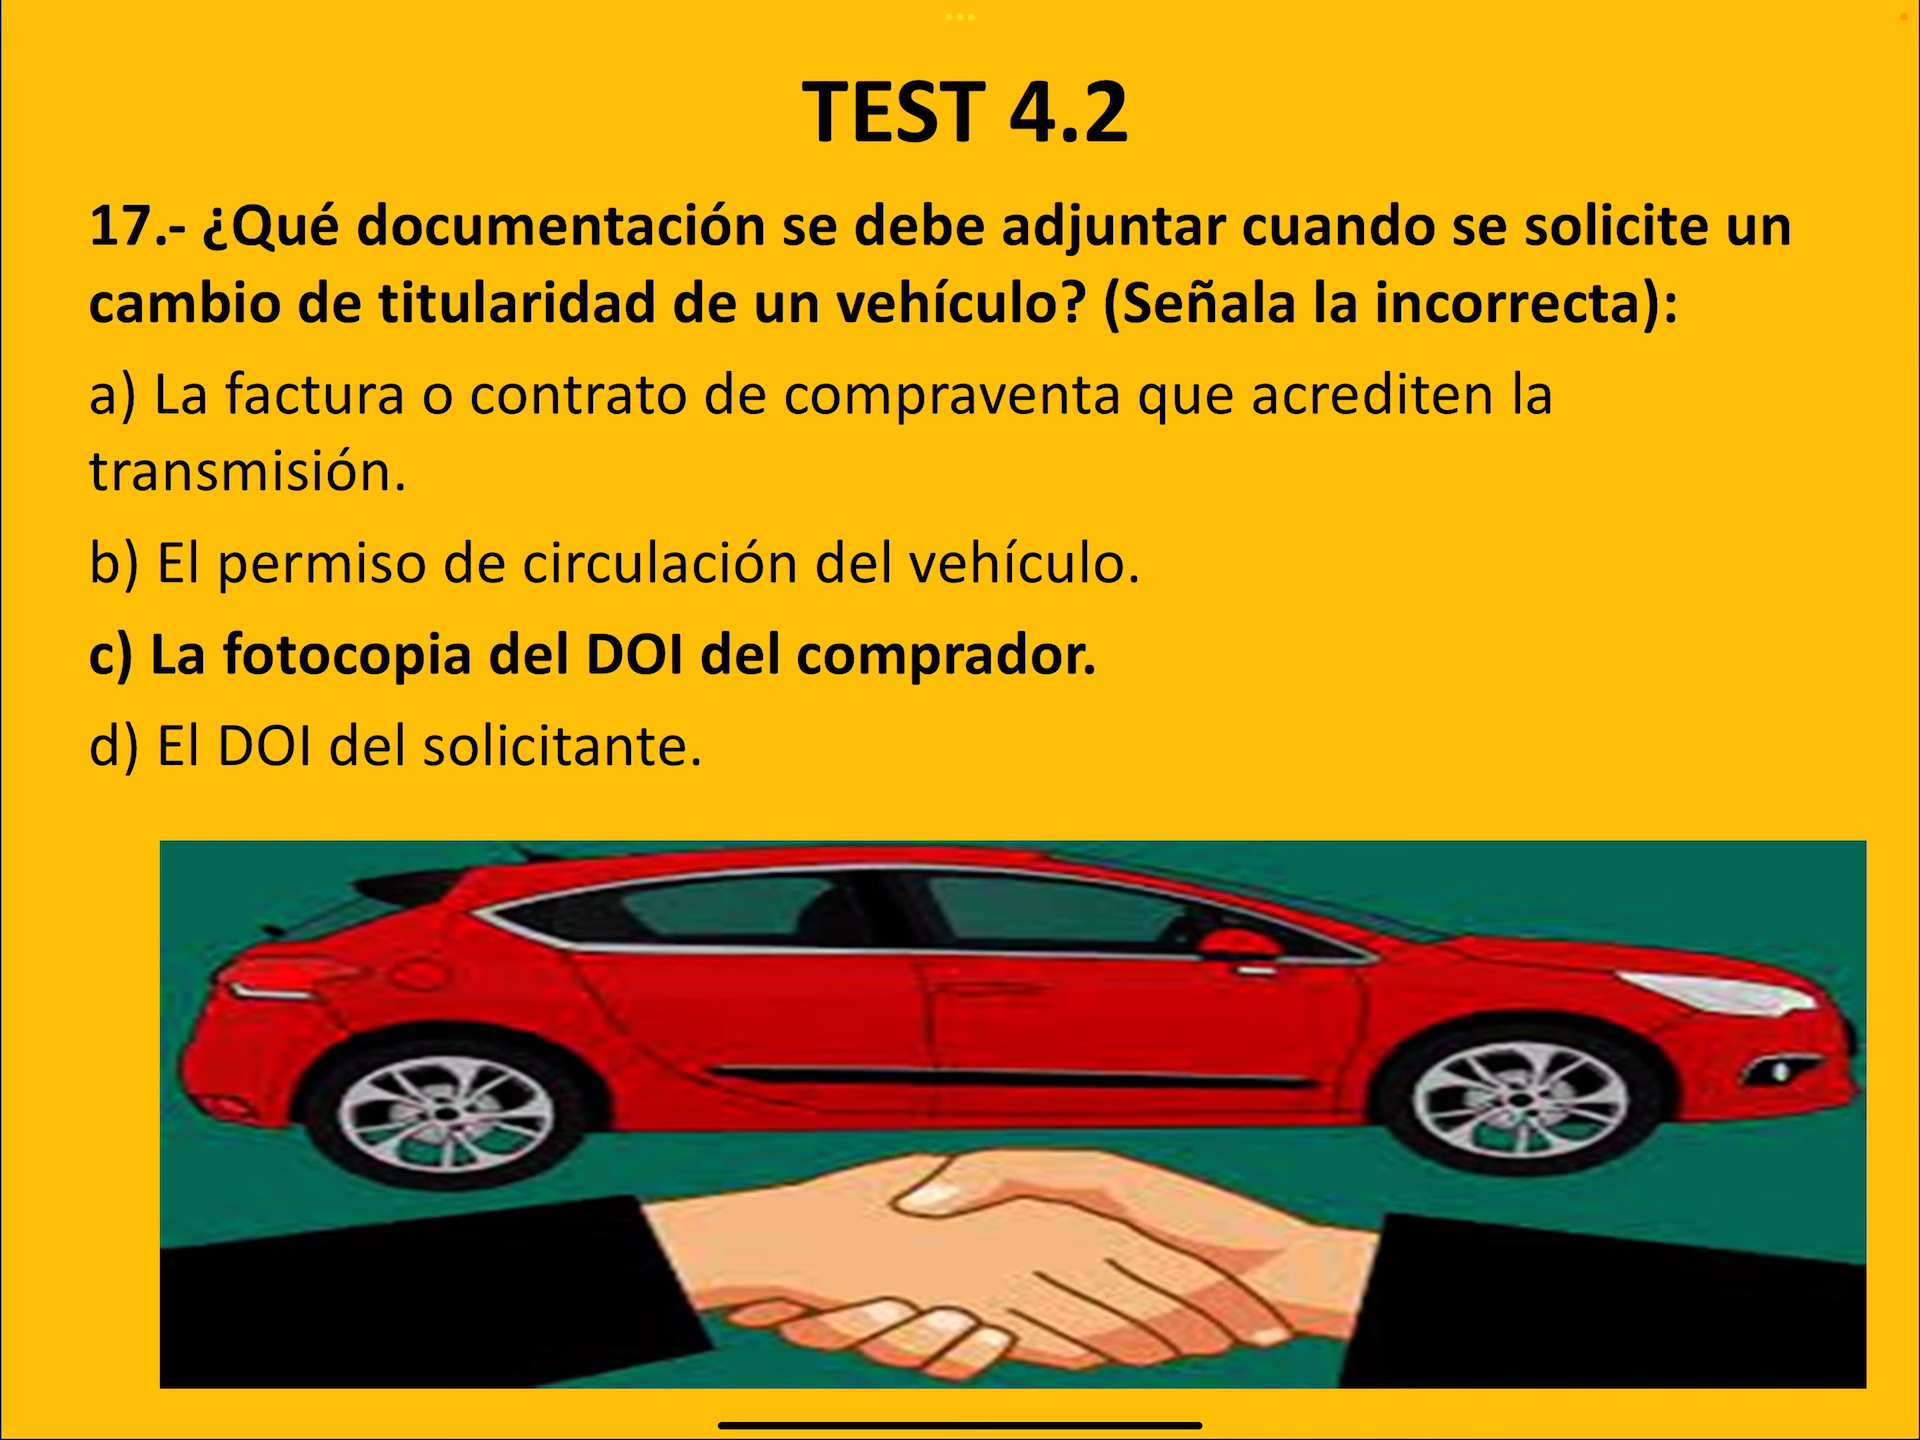 TEST 4.2
17.- ¿Qué documentación se debe adjuntar cuando se solicite un
cambio de titularidad de un vehículo? (Señala la incorrecta):
a) La factura o contrato de compraventa que acrediten la
transmisión.
b) El permiso de circulación del vehículo.
c) La fotocopia del DOI del comprador.
d) El DOI del solicitante.